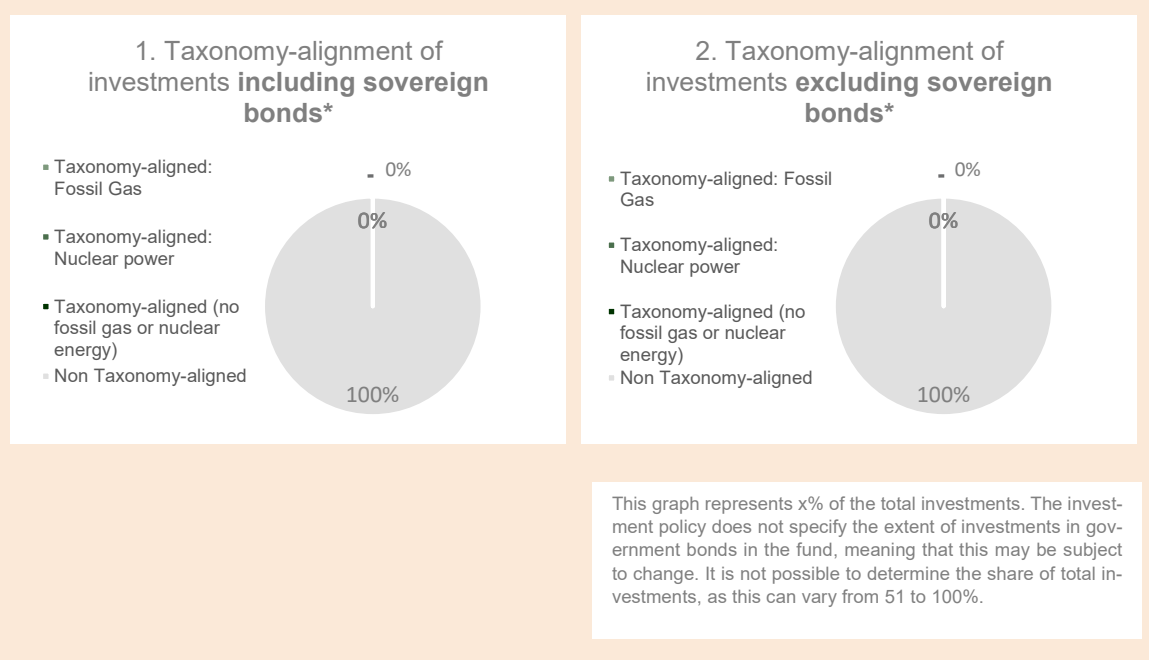 1. Taxonomy-alignment of
investments including sovereign
bonds*
Taxonomy-aligned:
Fossil Gas
Taxonomy-aligned:
Nuclear power
Taxonomy-aligned (no
fossil gas or nuclear
energy)
Non Taxonomy-aligned
0%
0%
100%
2. Taxonomy-alignment of
investments excluding sovereign
bonds*
Taxonomy-aligned: Fossil
Gas
Taxonomy-aligned:
Nuclear power
Taxonomy-aligned (no
fossil gas or nuclear
energy)
Non Taxonomy-aligned
0%
0%
100%
This graph represents x% of the total investments. The invest-
ment policy does not specify the extent of investments in gov-
ernment bonds in the fund, meaning that this may be subject
to change. It is not possible to determine the share of total in-
vestments, as this can vary from 51 to 100%.